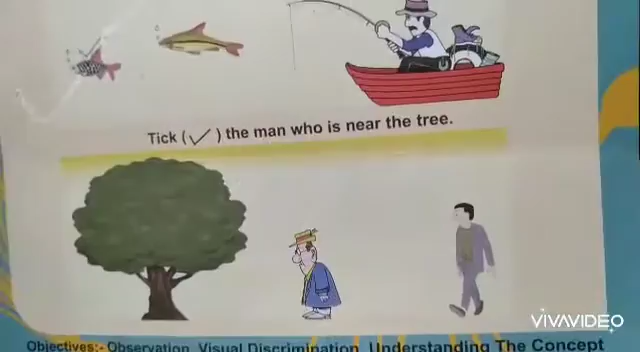 Tick (✓) the man who is near the tree.
VIVAVIDEO
Objectives:- Observation, Visual Discrimination, Understanding The Concept